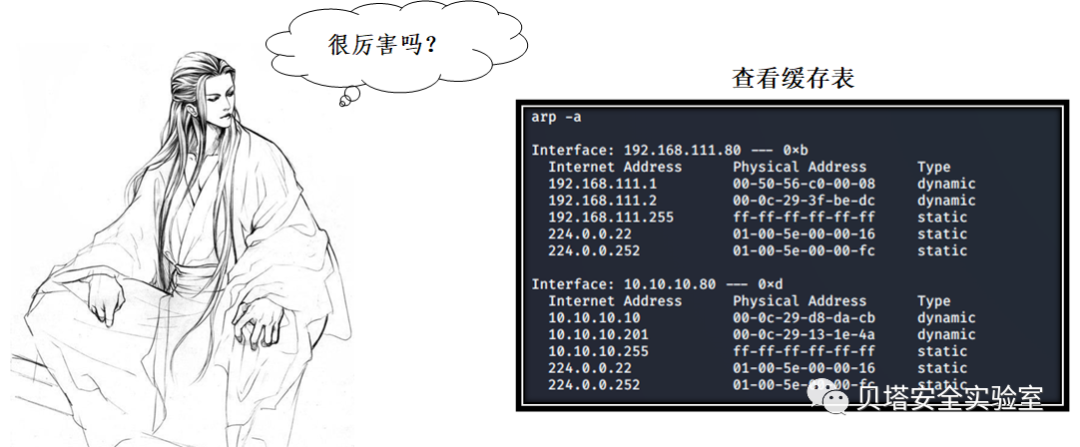 很厉害吗？
查看缓存表
arp -a
Interface: 192.168.111.80 --- 0×b
Internet Address Physical Address Type
192.168.111.1 00-50-56-c0-00-08 dynamic
192.168.111.2 00-0c-29-3f-be-dc dynamic
192.168.111.255 ff-ff-ff-ff-ff-ff static
224.0.0.22 01-00-5e-00-00-16 static
224.0.0.252 01-00-5e-00-00-fc static
Interface: 10.10.10.80 --- 0×d
Internet Address Physical Address Type
10.10.10.10 00-0c-29-d8-da-cb dynamic
10.10.10.201 00-0c-29-13-1e-4a dynamic
10.10.10.255 ff-ff-ff-ff-ff-ff static
224.0.0.22 01-00-5e-00-00-16 static
224.0.0.252 01-00-5e-00-00-fc static
贝塔安全实验室